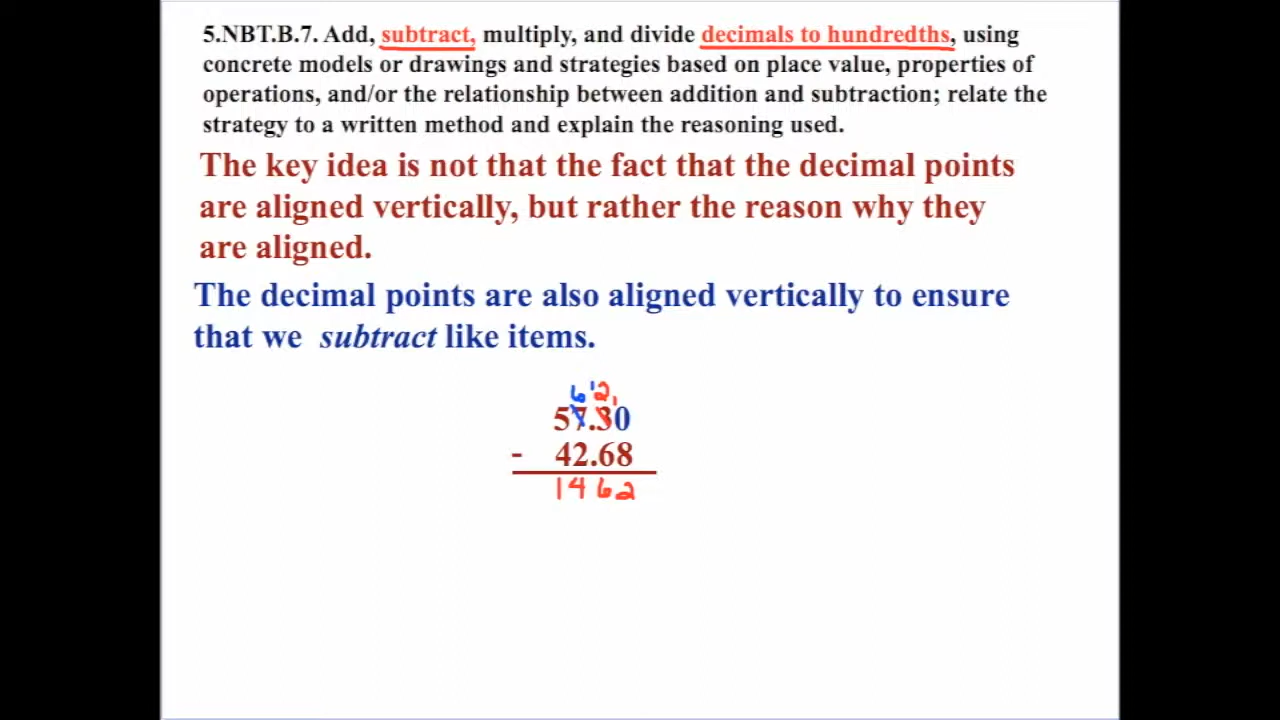 5.NBT.B.7. Add, subtract, multiply, and divide decimals to hundredths, using
concrete models or drawings and strategies based on place value, properties of
operations, and/or the relationship between addition and subtraction; relate the
strategy to a written method and explain the reasoning used.
The key idea is not that the fact that the decimal points
are aligned vertically, but rather the reason why they
are aligned.
The decimal points are also aligned vertically to ensure
that we subtract like items.
6 1 2 1
57.30
- 42.68
1462